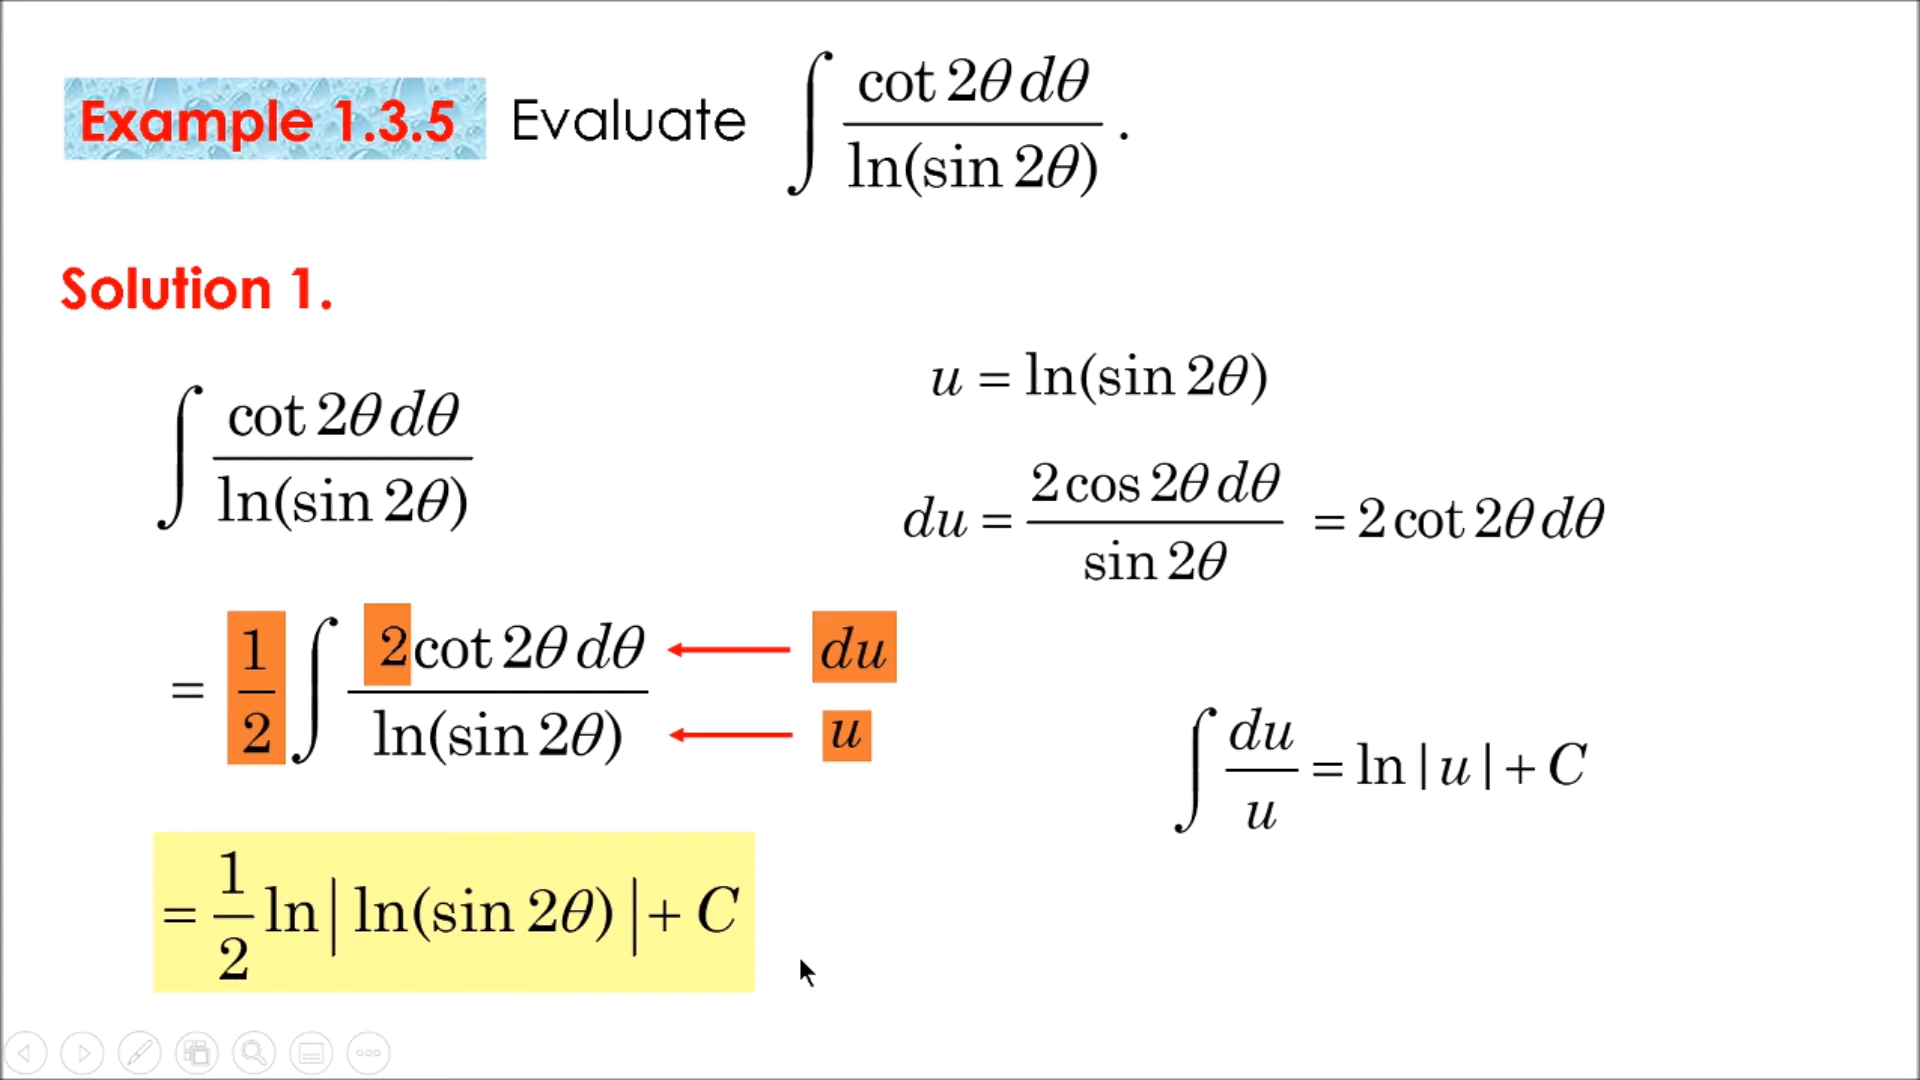 Example 1.3.5 Evaluate ∫ cot 2θ dθ / ln(sin 2θ) .
Solution 1.
∫ cot 2θ dθ / ln(sin 2θ)
u = ln(sin 2θ)
du = 2 cos 2θ dθ / sin 2θ = 2 cot 2θ dθ
= 1/2 ∫ 2 cot 2θ dθ / ln(sin 2θ)
du
u
∫ du / u = ln | u | + C
= 1/2 ln | ln(sin 2θ) | + C